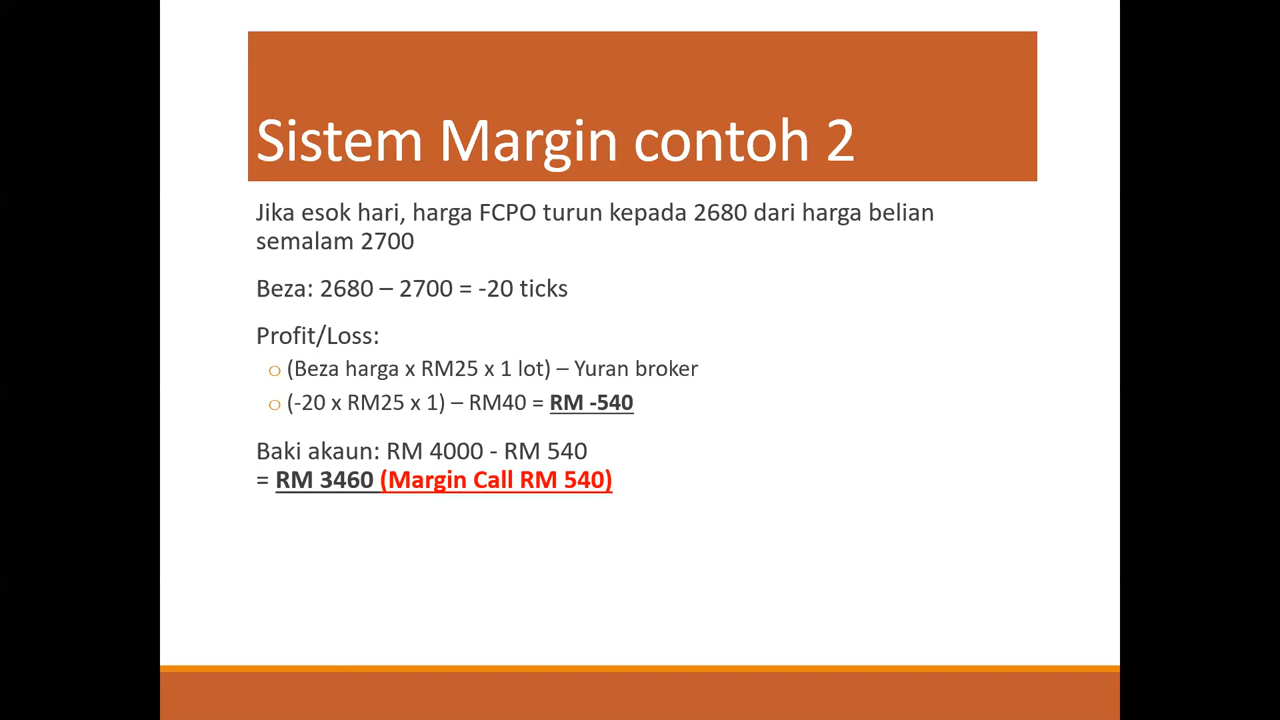 Sistem Margin contoh 2
Jika esok hari, harga FCPO turun kepada 2680 dari harga belian
semalam 2700
Beza: 2680 – 2700 = -20 ticks
Profit/Loss:
(Beza harga x RM25 x 1 lot) – Yuran broker
(-20 x RM25 x 1) – RM40 = RM -540
Baki akaun: RM 4000 - RM 540
= RM 3460 (Margin Call RM 540)